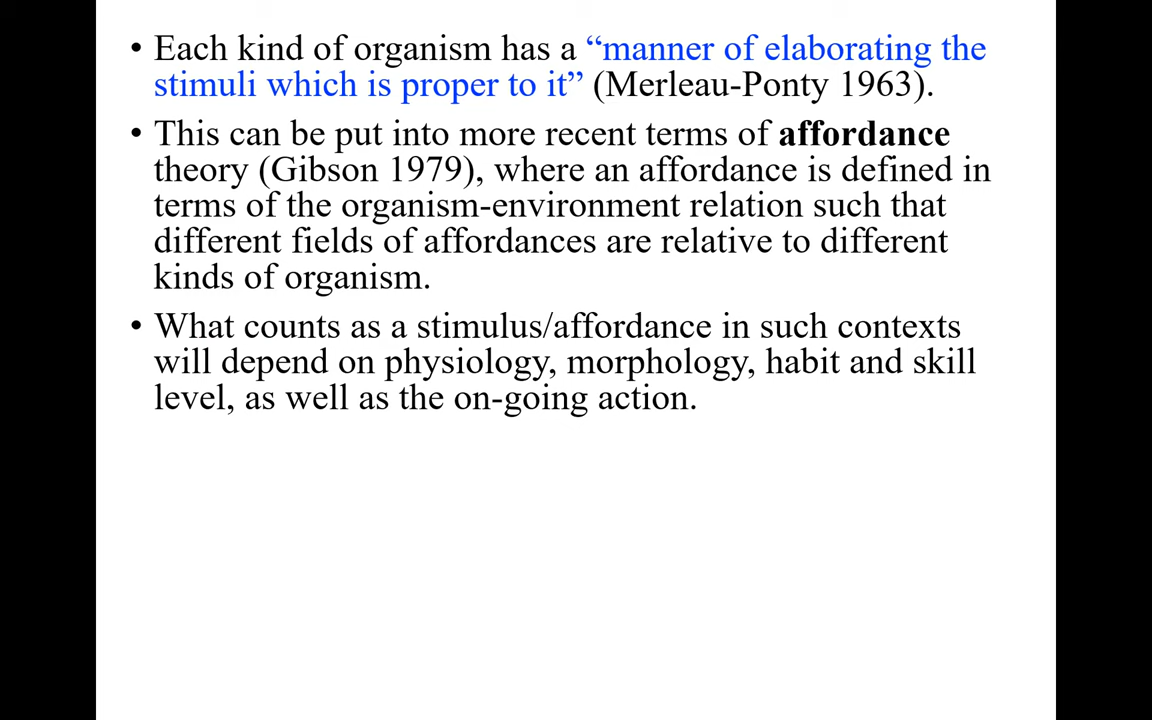 • Each kind of organism has a “manner of elaborating the
stimuli which is proper to it” (Merleau-Ponty 1963).
• This can be put into more recent terms of affordance
theory (Gibson 1979), where an affordance is defined in
terms of the organism-environment relation such that
different fields of affordances are relative to different
kinds of organism.
• What counts as a stimulus/affordance in such contexts
will depend on physiology, morphology, habit and skill
level, as well as the on-going action.